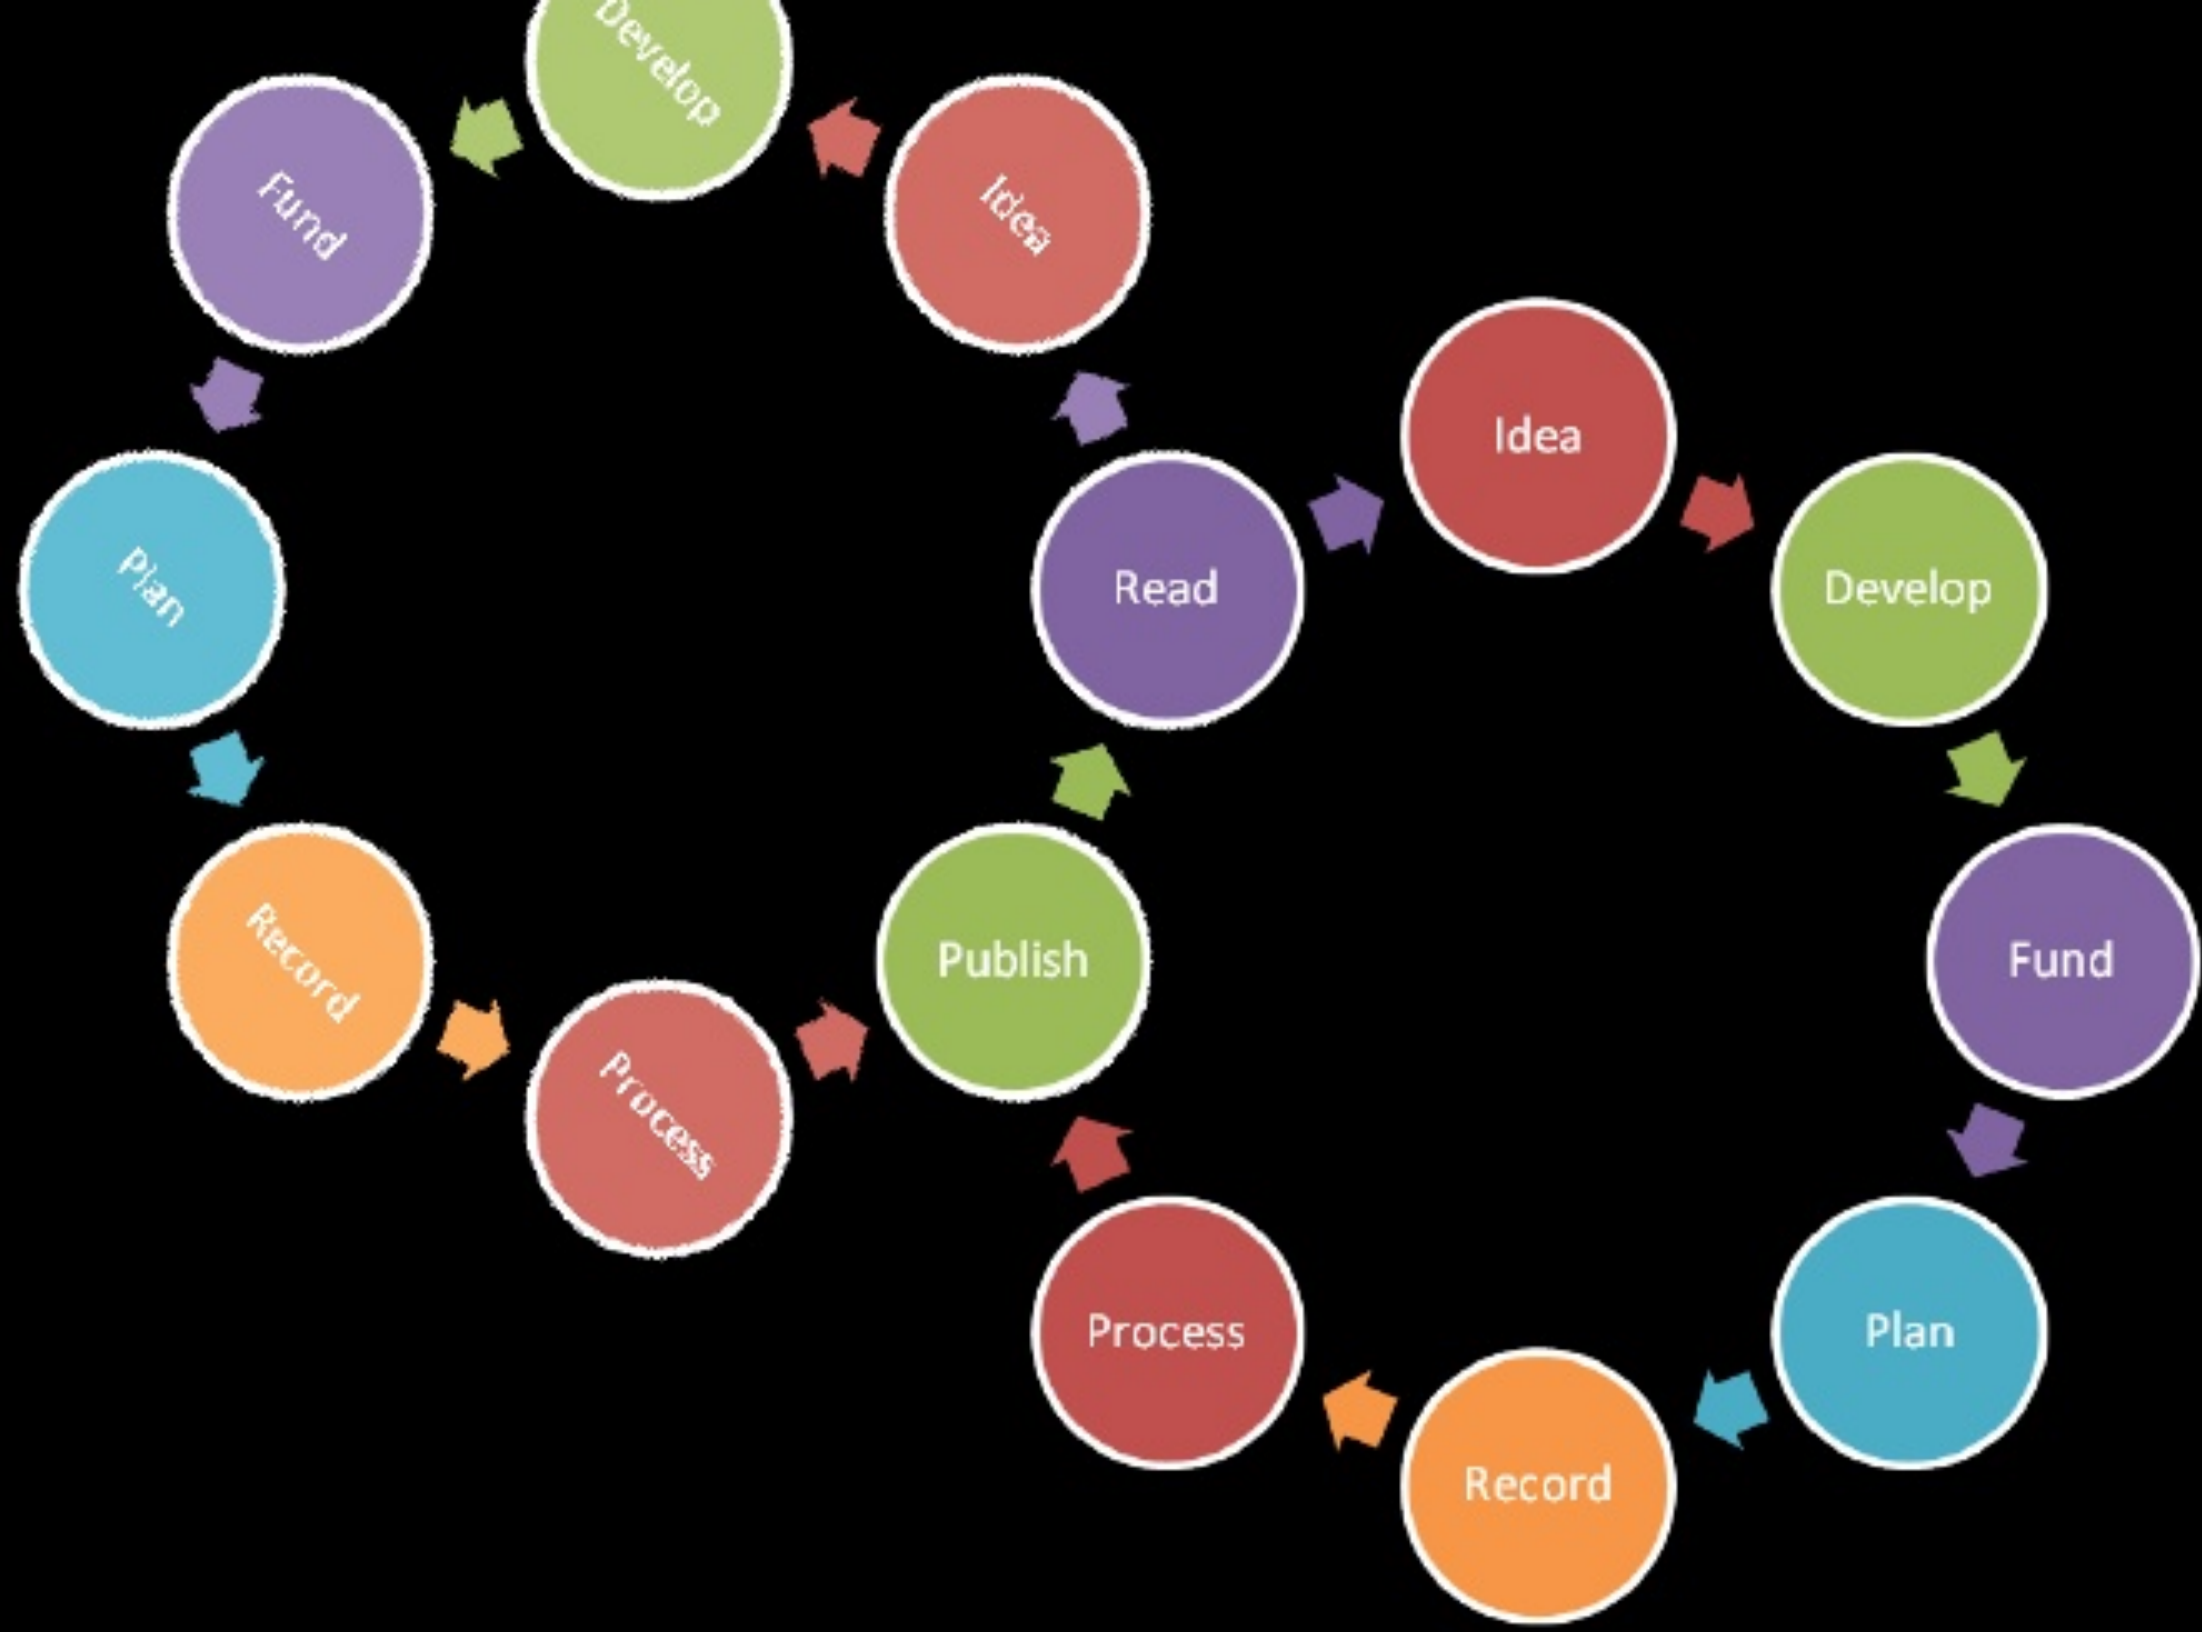 Develop
Fund
Idea
Idea
Plan
Read
Develop
Record
Publish
Fund
Process
Process
Plan
Record